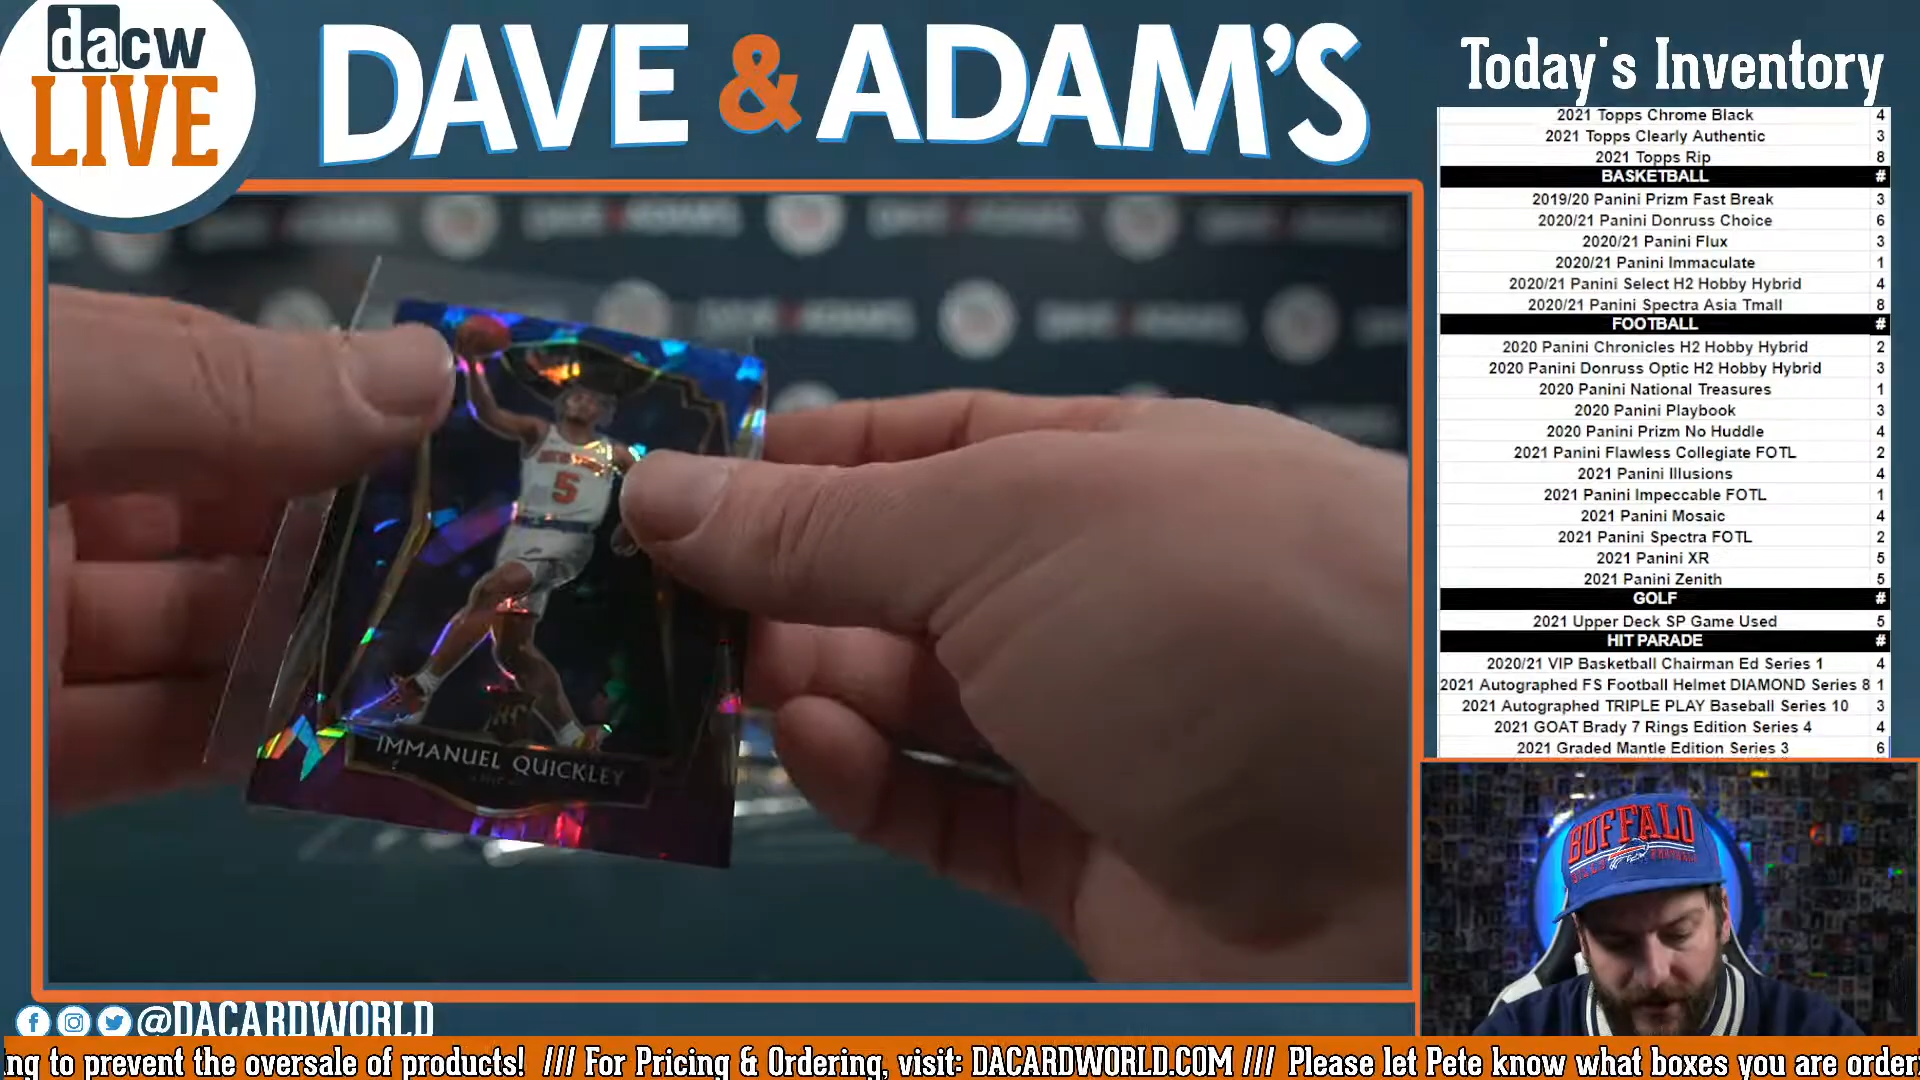 dacw
LIVE
DAVE & ADAM'S
Today's Inventory
2021 Topps Chrome Black 4
2021 Topps Clearly Authentic 3
2021 Topps Rip 8
BASKETBALL #
2019/20 Panini Prizm Fast Break 3
2020/21 Panini Donruss Choice 6
2020/21 Panini Flux 3
2020/21 Panini Immaculate 1
2020/21 Panini Select H2 Hobby Hybrid 4
2020/21 Panini Spectra Asia Tmall 8
FOOTBALL #
2020 Panini Chronicles H2 Hobby Hybrid 2
2020 Panini Donruss Optic H2 Hobby Hybrid 3
2020 Panini National Treasures 1
2020 Panini Playbook 3
2020 Panini Prizm No Huddle 4
2021 Panini Flawless Collegiate FOTL 2
2021 Panini Illusions 4
2021 Panini Impeccable FOTL 1
2021 Panini Mosaic 4
2021 Panini Spectra FOTL 2
2021 Panini XR 5
2021 Panini Zenith 5
GOLF #
2021 Upper Deck SP Game Used 5
HIT PARADE #
2020/21 VIP Basketball Chairman Ed Series 1 4
2021 Autographed FS Football Helmet DIAMOND Series 8 1
2021 Autographed TRIPLE PLAY Baseball Series 10 3
2021 GOAT Brady 7 Rings Edition Series 4 4
2021 Graded Mantle Edition Series 3 6
5
IMMANUEL QUICKLEY
BUFFALO
@DACARDWORLD
ng to prevent the oversale of products! /// For Pricing & Ordering, visit: DACARDWORLD.COM /// Please let Pete know what boxes you are order